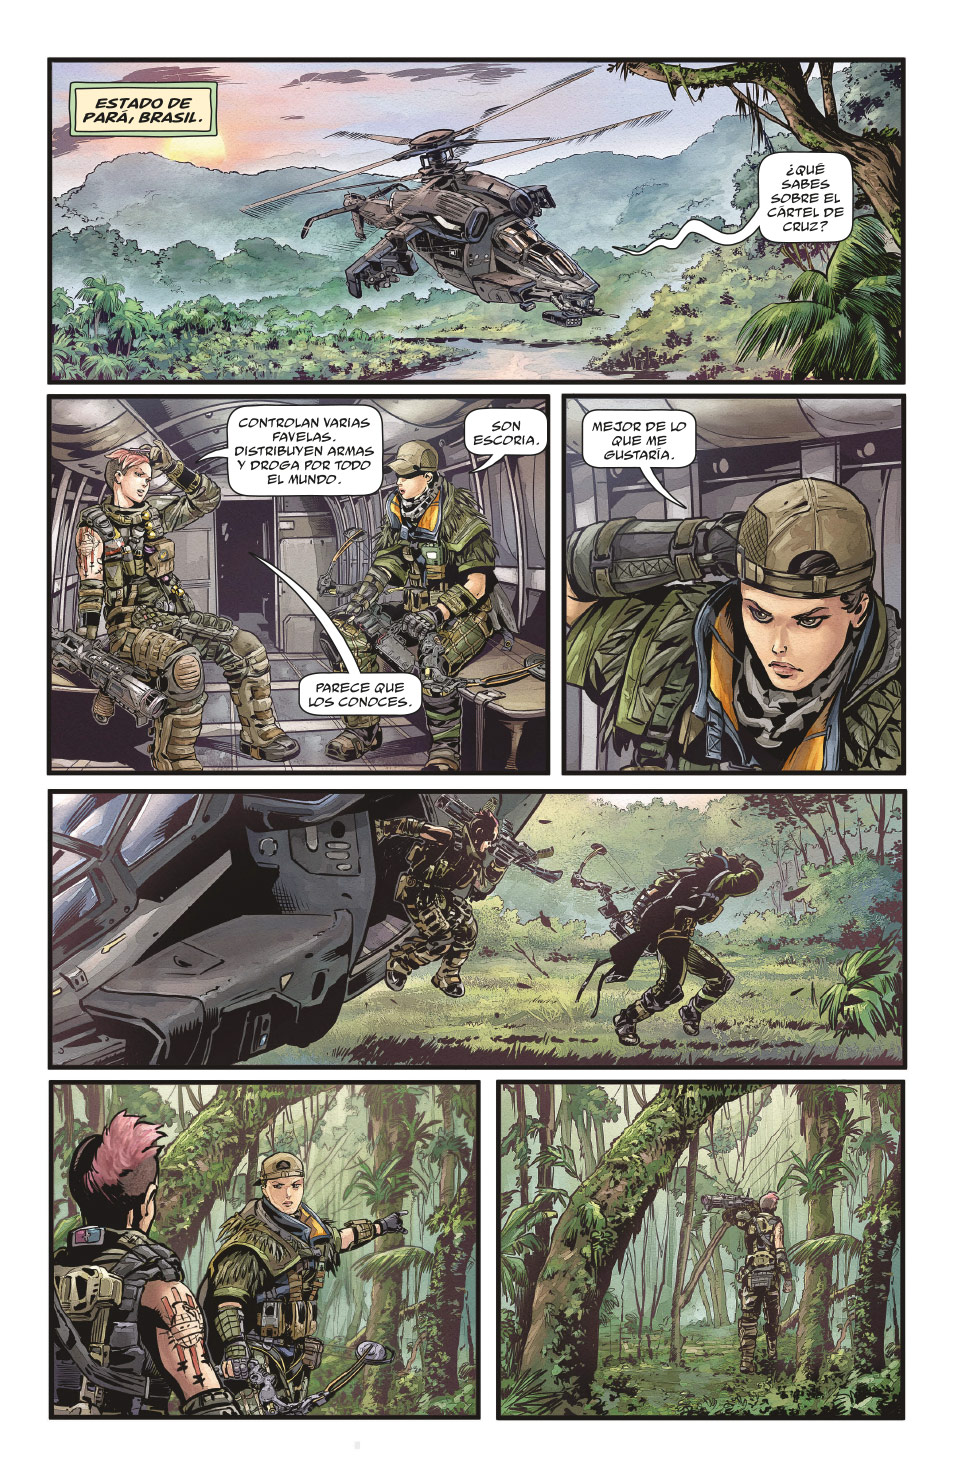 ESTADO DE
PARÁ, BRASIL.
¿QUÉ
SABES
SOBRE EL
CÁRTEL DE
CRUZ?
CONTROLAN VARIAS
FAVELAS.
DISTRIBUYEN ARMAS
Y DROGA POR TODO
EL MUNDO.
SON
ESCORIA.
PARECE QUE
LOS CONOCES.
MEJOR DE LO
QUE ME
GUSTARÍA.